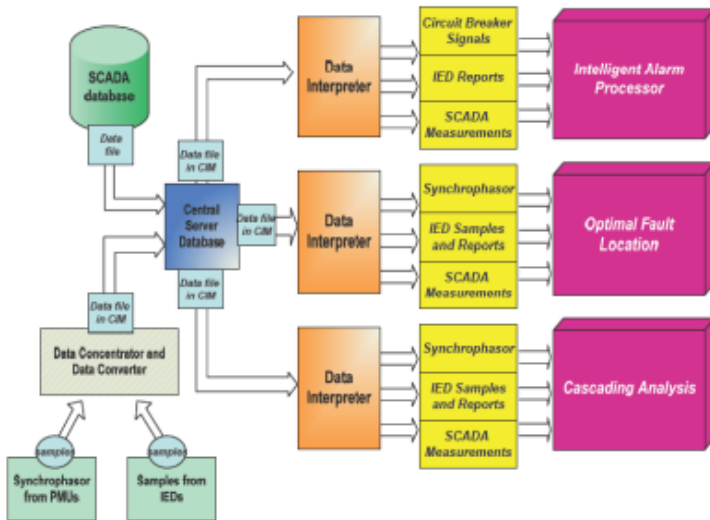 SCADA
database
Data
file
Data file
in CIM
Central
Server
Database
Data file
in CIM
Data file
in CIM
Data file
in CIM
Data Concentrator and
Data Converter
samples
samples
Synchrophasor
from PMUs
Samples from
IEDs
Data
Interpreter
Circuit Breaker
Signals
IED Reports
SCADA
Measurements
Intelligent Alarm
Processor
Data
Interpreter
Synchrophasor
IED Samples
and Reports
SCADA
Measurements
Optimal Fault
Location
Data
Interpreter
Synchrophasor
IED Samples
and Reports
SCADA
Measurements
Cascading Analysis